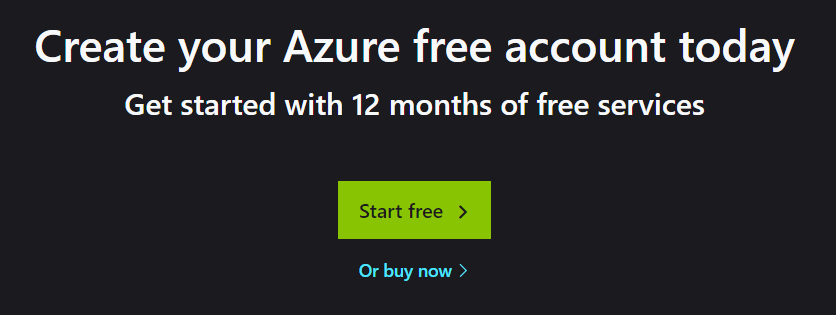 Create your Azure free account today
Get started with 12 months of free services
Start free
Or buy now